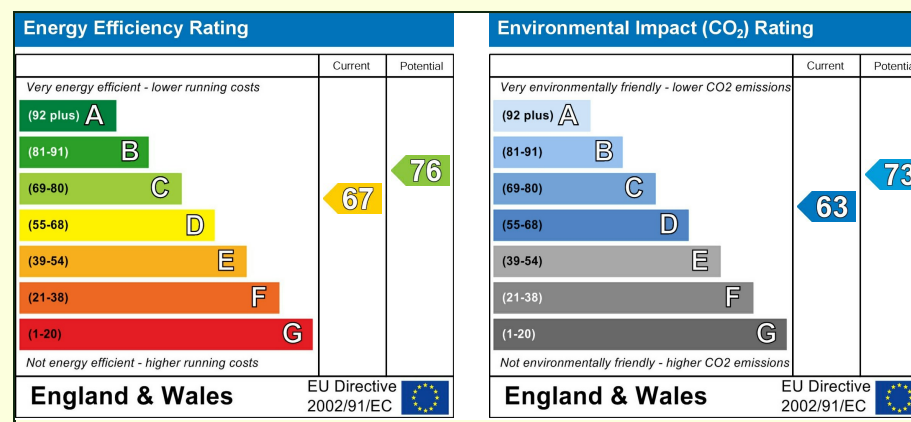 Energy Efficiency Rating
Current Potential
Very energy efficient - lower running costs
(92 plus) A
(81-91) B
(69-80) C
(55-68) D
(39-54) E
(21-38) F
(1-20) G
67
76
Not energy efficient - higher running costs
England & Wales
EU Directive
2002/91/EC
Environmental Impact (CO₂) Rating
Current Potentia
Very environmentally friendly - lower CO2 emissions
(92 plus) A
(81-91) B
(69-80) C
(55-68) D
(39-54) E
(21-38) F
(1-20) G
63
73
Not environmentally friendly - higher CO2 emissions
England & Wales
EU Directive
2002/91/EC